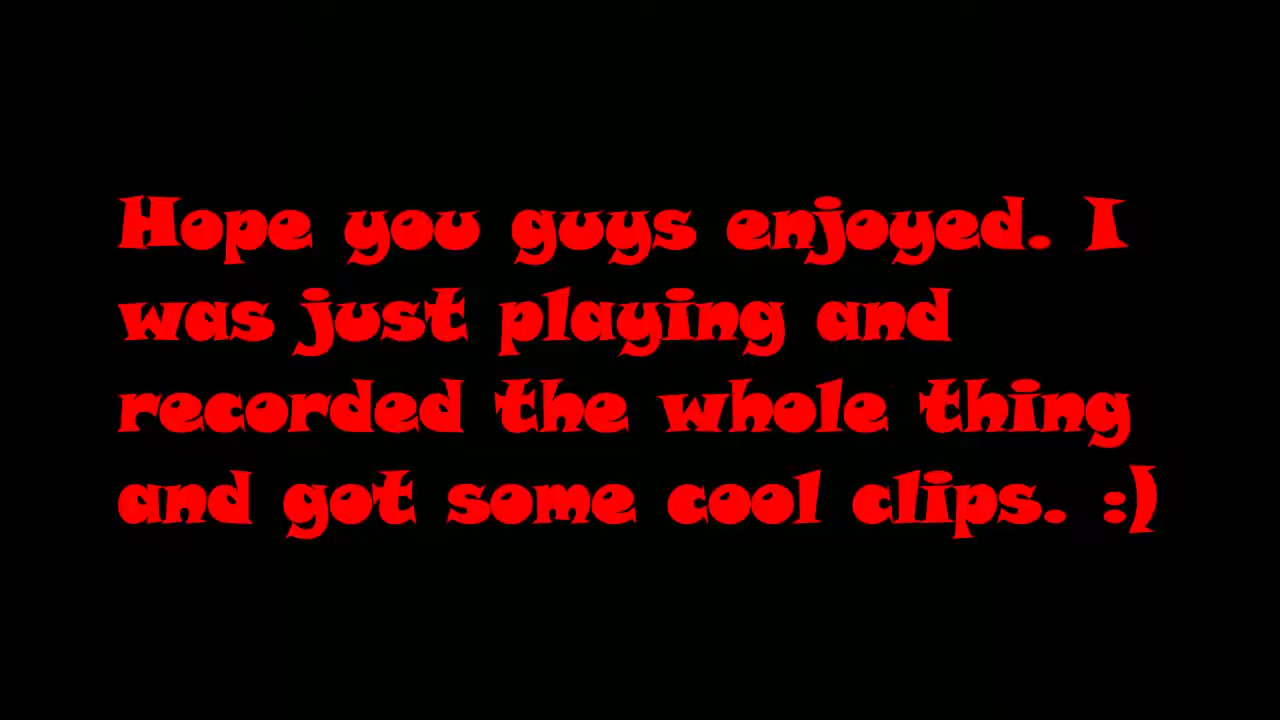 Hope you guys enjoyed. I
was just playing and
recorded the whole thing
and got some cool clips. :)